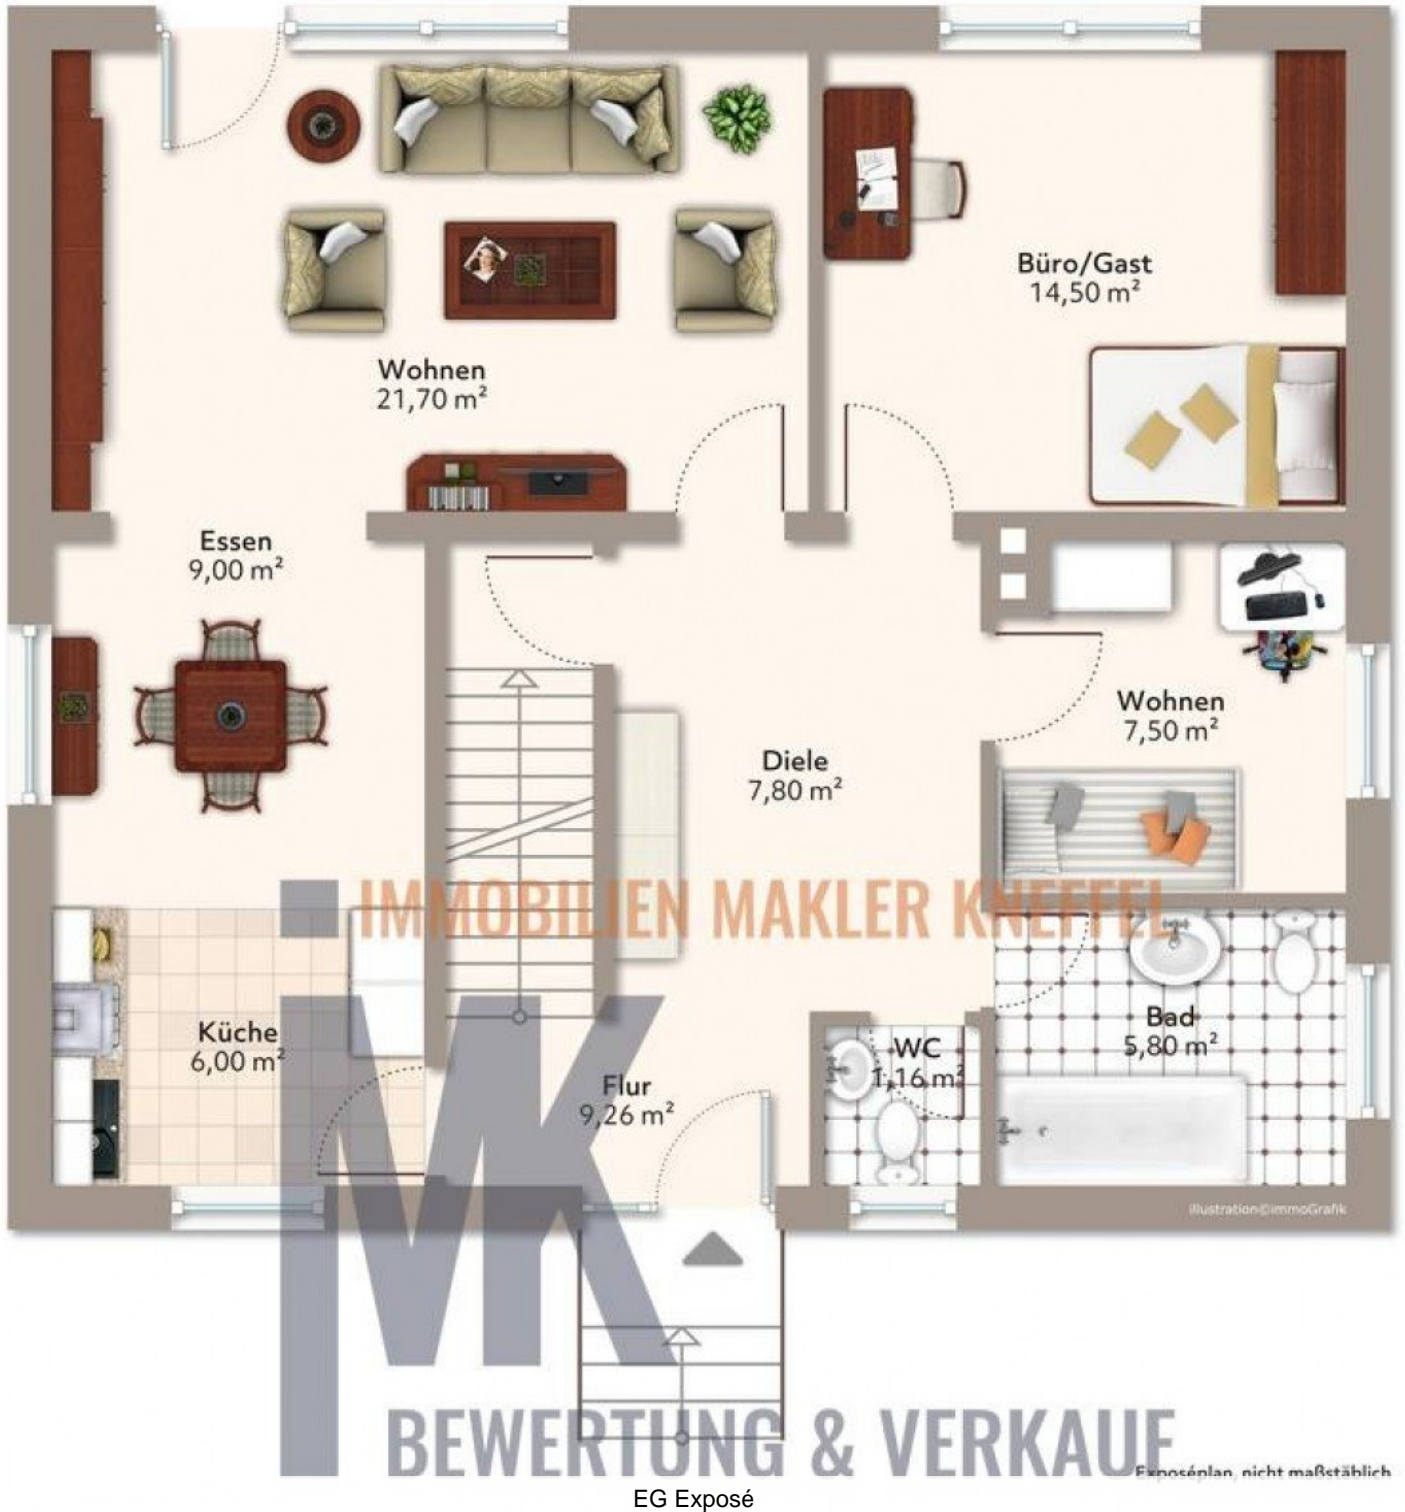 Büro/Gast
14,50 m²
Wohnen
21,70 m²
Essen
9,00 m²
Wohnen
7,50 m²
Diele
7,80 m²
IMMOBILIEN MAKLER KNEFFEL
Küche
6,00 m²
Flur
9,26 m²
WC
1,16 m²
Bad
5,80 m²
illustration©immoGrafik
IMK
BEWERTUNG & VERKAUF
Exposéplan, nicht maßstäblich
EG Exposé